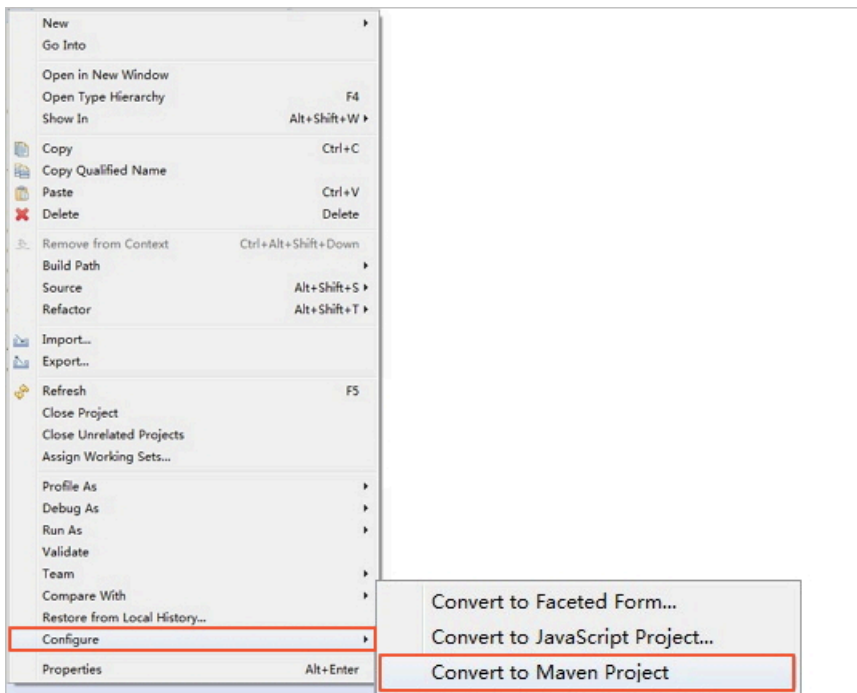 New
Go Into
Open in New Window
Open Type Hierarchy F4
Show In Alt+Shift+W
Copy Ctrl+C
Copy Qualified Name
Paste Ctrl+V
Delete Delete
Remove from Context Ctrl+Alt+Shift+Down
Build Path
Source Alt+Shift+S
Refactor Alt+Shift+T
Import...
Export...
Refresh F5
Close Project
Close Unrelated Projects
Assign Working Sets...
Profile As
Debug As
Run As
Validate
Team
Compare With
Restore from Local History...
Configure
Properties Alt+Enter
Convert to Faceted Form...
Convert to JavaScript Project...
Convert to Maven Project